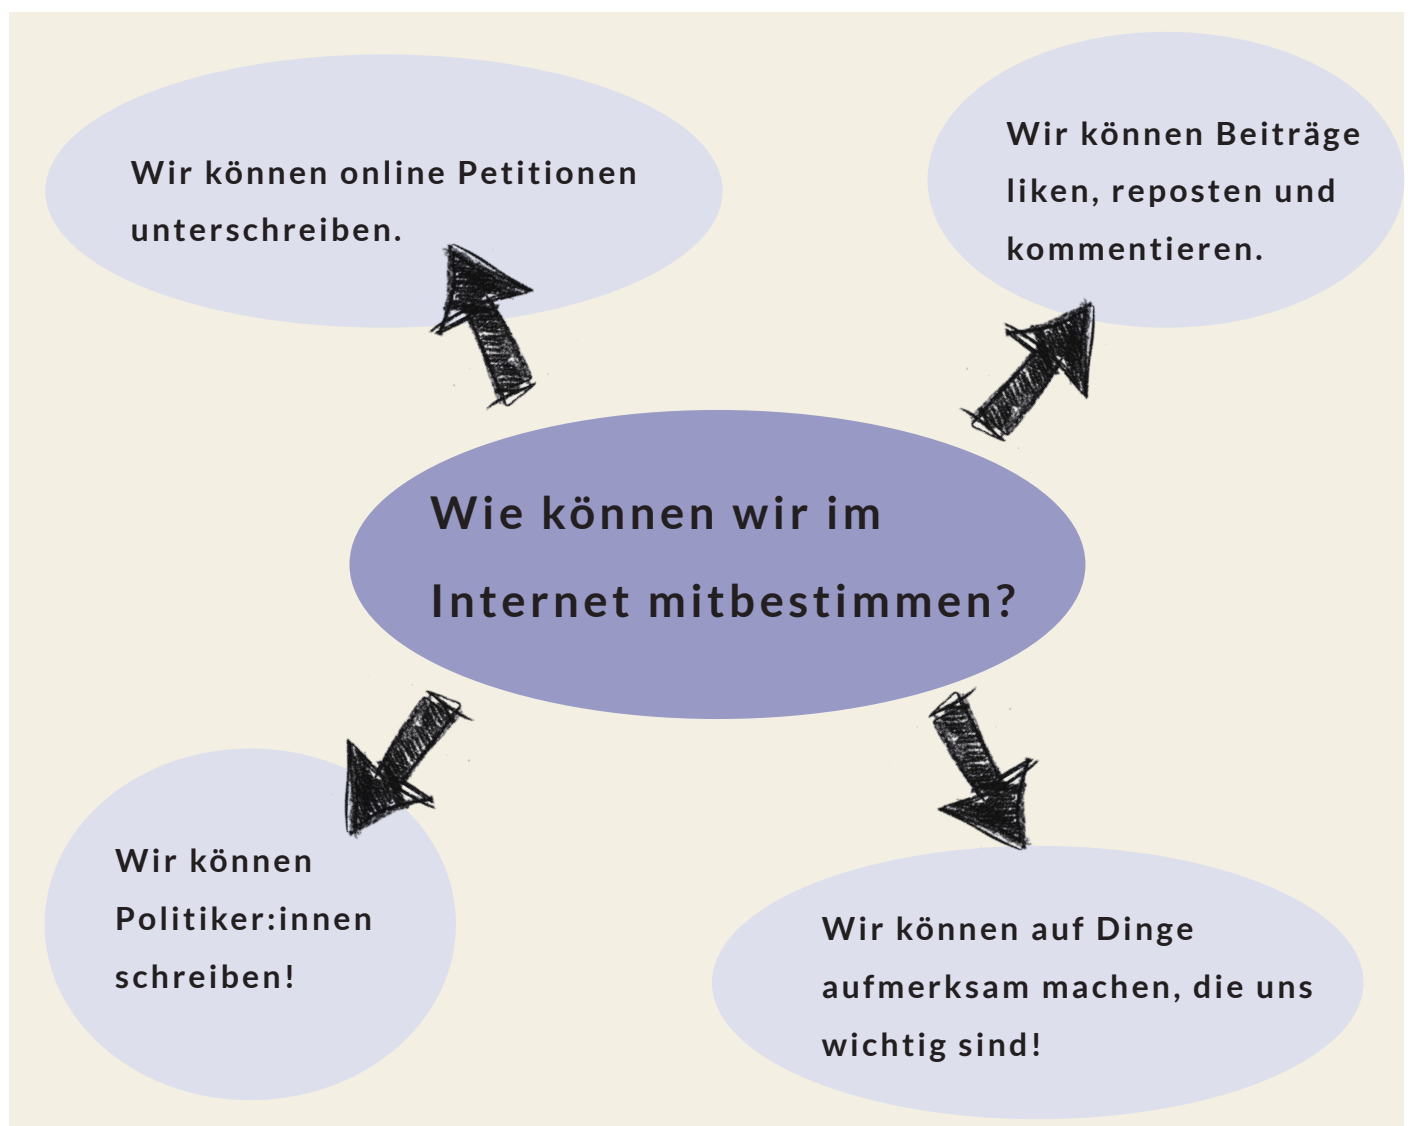 Wir können online Petitionen
unterschreiben.
Wir können Beiträge
liken, reposten und
kommentieren.
Wie können wir im
Internet mitbestimmen?
Wir können
Politiker:innen
schreiben!
Wir können auf Dinge
aufmerksam machen, die uns
wichtig sind!